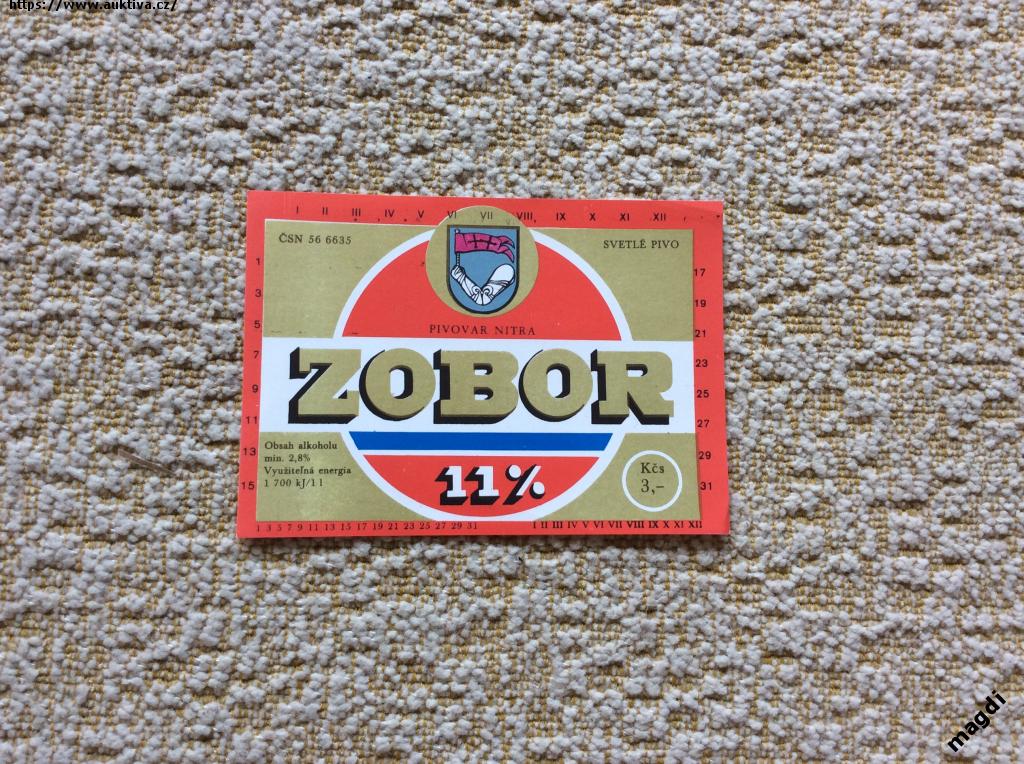 https://www.auktiva.cz/
I II III IV V VI VII VIII IX X XI XII
ČSN 56 6635
SVETLÉ PIVO
PIVOVAR NITRA
ZOBOR
11%
Obsah alkoholu
min. 2,8%
Využiteľná energia
1 700 kJ/1 l
Kčs
3,–
1
3
5
7
9
11
13
15
17
19
21
23
25
27
29
31
1 3 5 7 9 11 13 15 17 19 21 23 25 27 29 31
I II III IV V VI VII VIII IX X XI XII
magdi